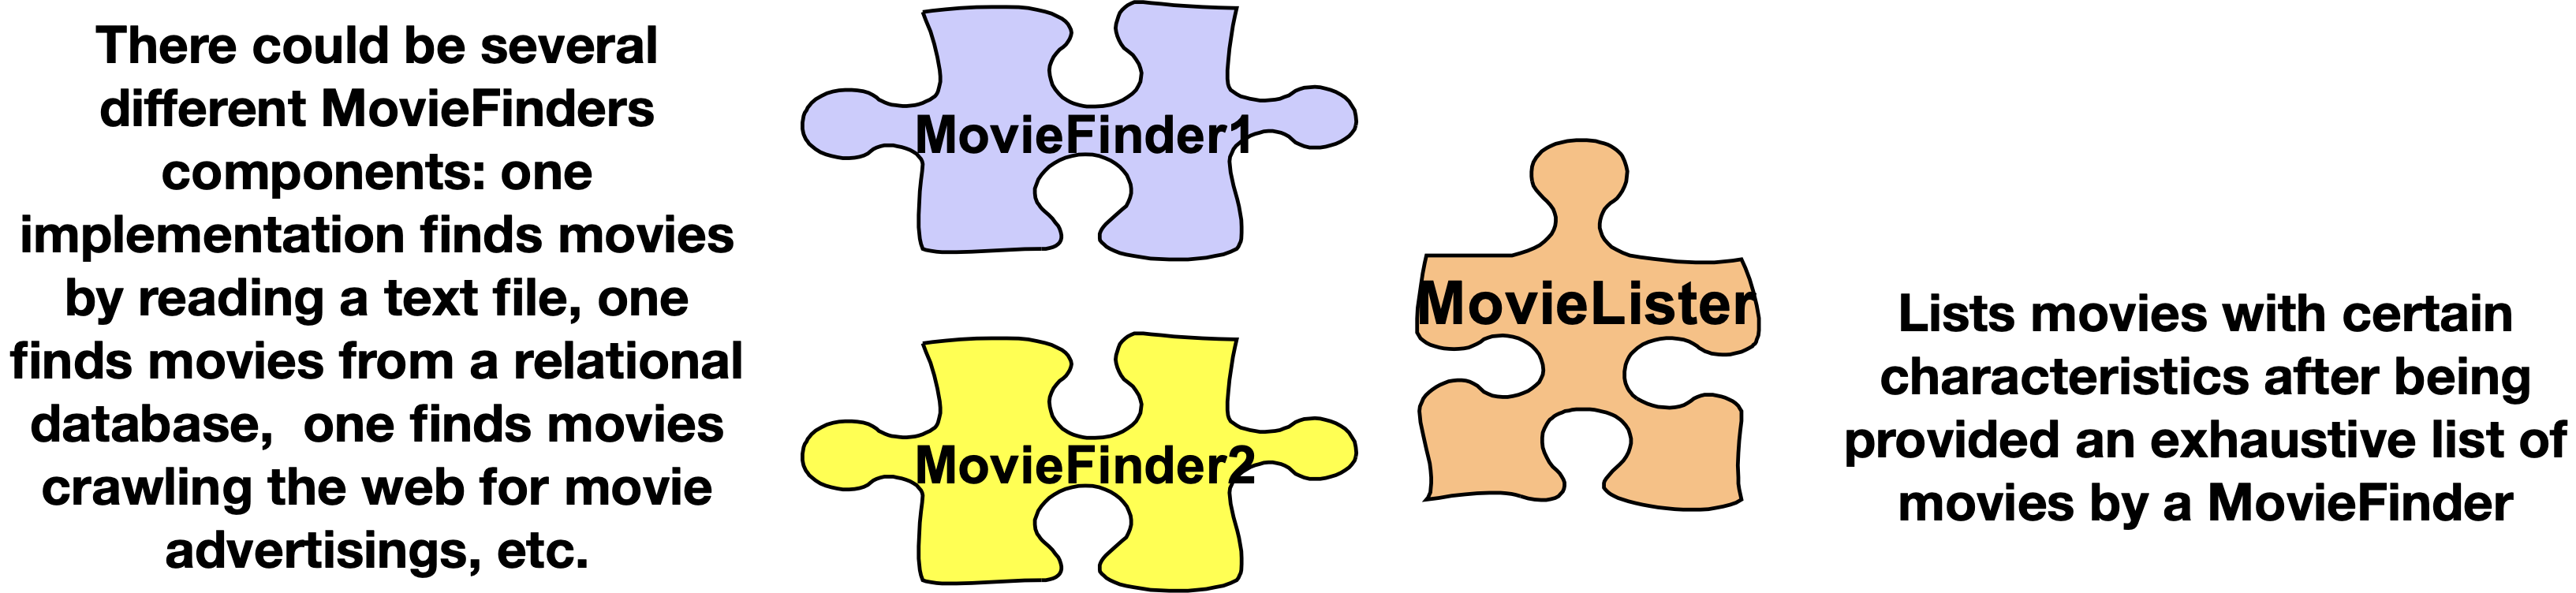 There could be several
different MovieFinders
components: one
implementation finds movies
by reading a text file, one
finds movies from a relational
database,  one finds movies
crawling the web for movie
advertisings, etc.
MovieFinder1
MovieFinder2
MovieLister
Lists movies with certain
characteristics after being
provided an exhaustive list of
movies by a MovieFinder